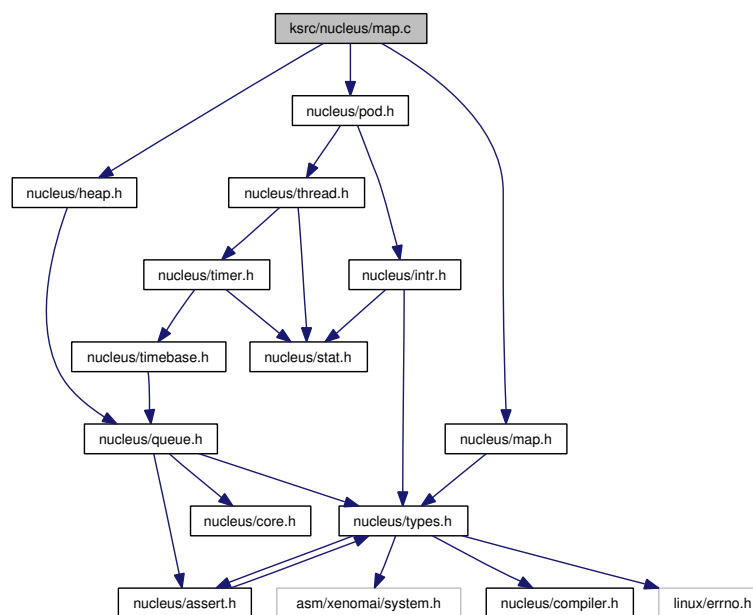 ksrc/nucleus/map.c
nucleus/pod.h
nucleus/heap.h
nucleus/thread.h
nucleus/timer.h
nucleus/intr.h
nucleus/timebase.h
nucleus/stat.h
nucleus/queue.h
nucleus/map.h
nucleus/core.h
nucleus/types.h
nucleus/assert.h
asm/xenomai/system.h
nucleus/compiler.h
linux/errno.h